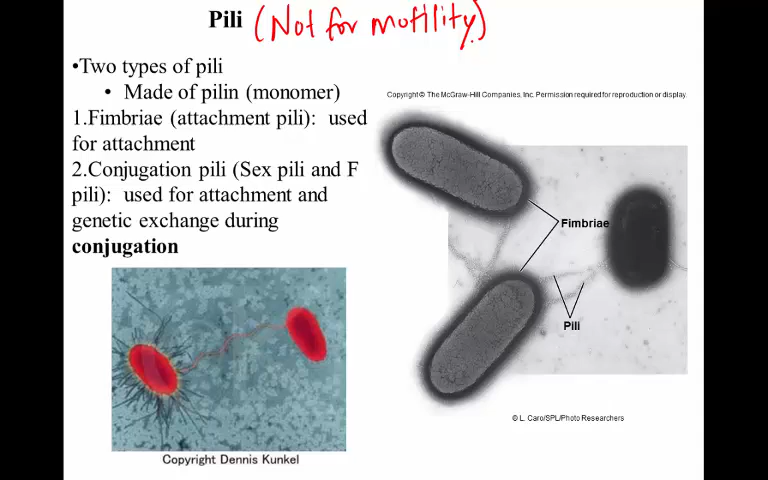 Pili (Not for motility)
•Two types of pili
• Made of pilin (monomer)
1.Fimbriae (attachment pili): used
for attachment
2.Conjugation pili (Sex pili and F
pili): used for attachment and
genetic exchange during
conjugation
Copyright Dennis Kunkel
Copyright © The McGraw-Hill Companies, Inc. Permission required for reproduction or display.
Fimbriae
Pili
© L. Caro/SPL/Photo Researchers